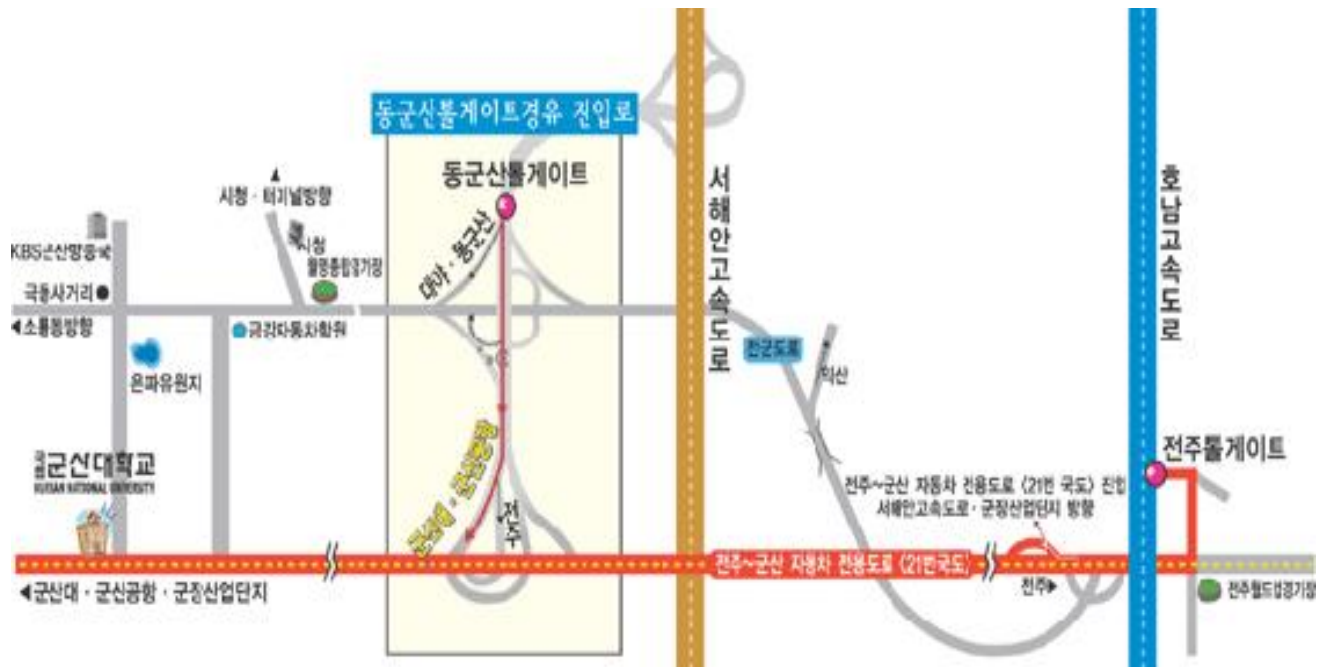 동군산톨게이트경유 진입로
동군산톨게이트
시청 · 터미널방향
시청
월명종합경기장
KBS군산방송국
극동사거리
◀소룡동방향
금강자동차학원
은파유원지
대야 · 동군산
국립군산대학교
KUNSAN NATIONAL UNIVERSITY
전주
서해안고속도로
호남고속도로
전군도로
익산
전주톨게이트
전주~군산 자동차 전용도로 (21번 국도) 진입
서해안고속도로 · 군장산업단지 방향
전주~군산 자동차 전용도로 (21번국도)
전주▶
◀군산대 · 군산공항 · 군장산업단지
전주월드컵경기장